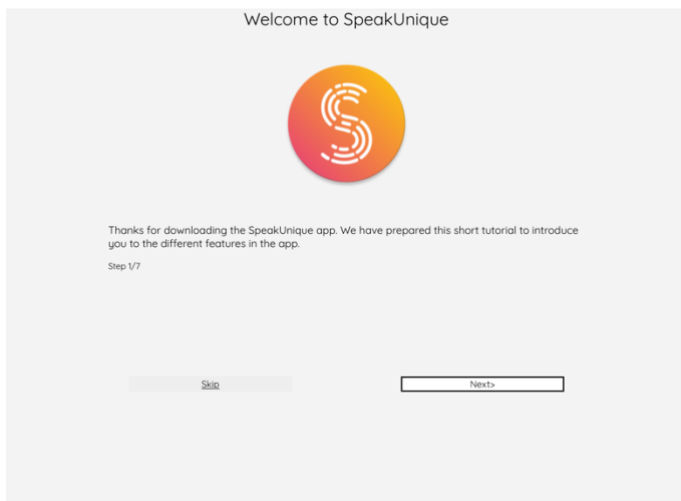 Welcome to SpeakUnique
Thanks for downloading the SpeakUnique app. We have prepared this short tutorial to introduce
you to the different features in the app.
Step 1/7
Skip
Next>